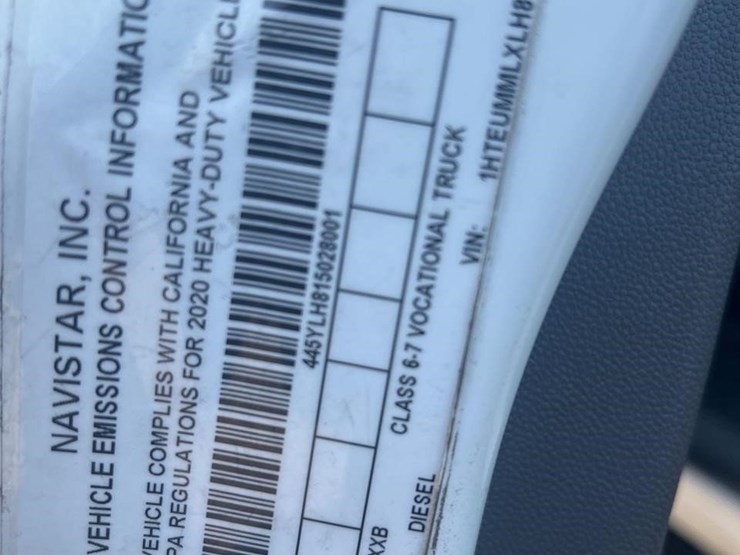 NAVISTAR, INC.
VEHICLE EMISSIONS CONTROL INFORMATIO
VEHICLE COMPLIES WITH CALIFORNIA AND
PA REGULATIONS FOR 2020 HEAVY-DUTY VEHICL
445YLH815028001
XXB CLASS 6-7 VOCATIONAL TRUCK
DIESEL VIN: 1HTEUMMLXLH8